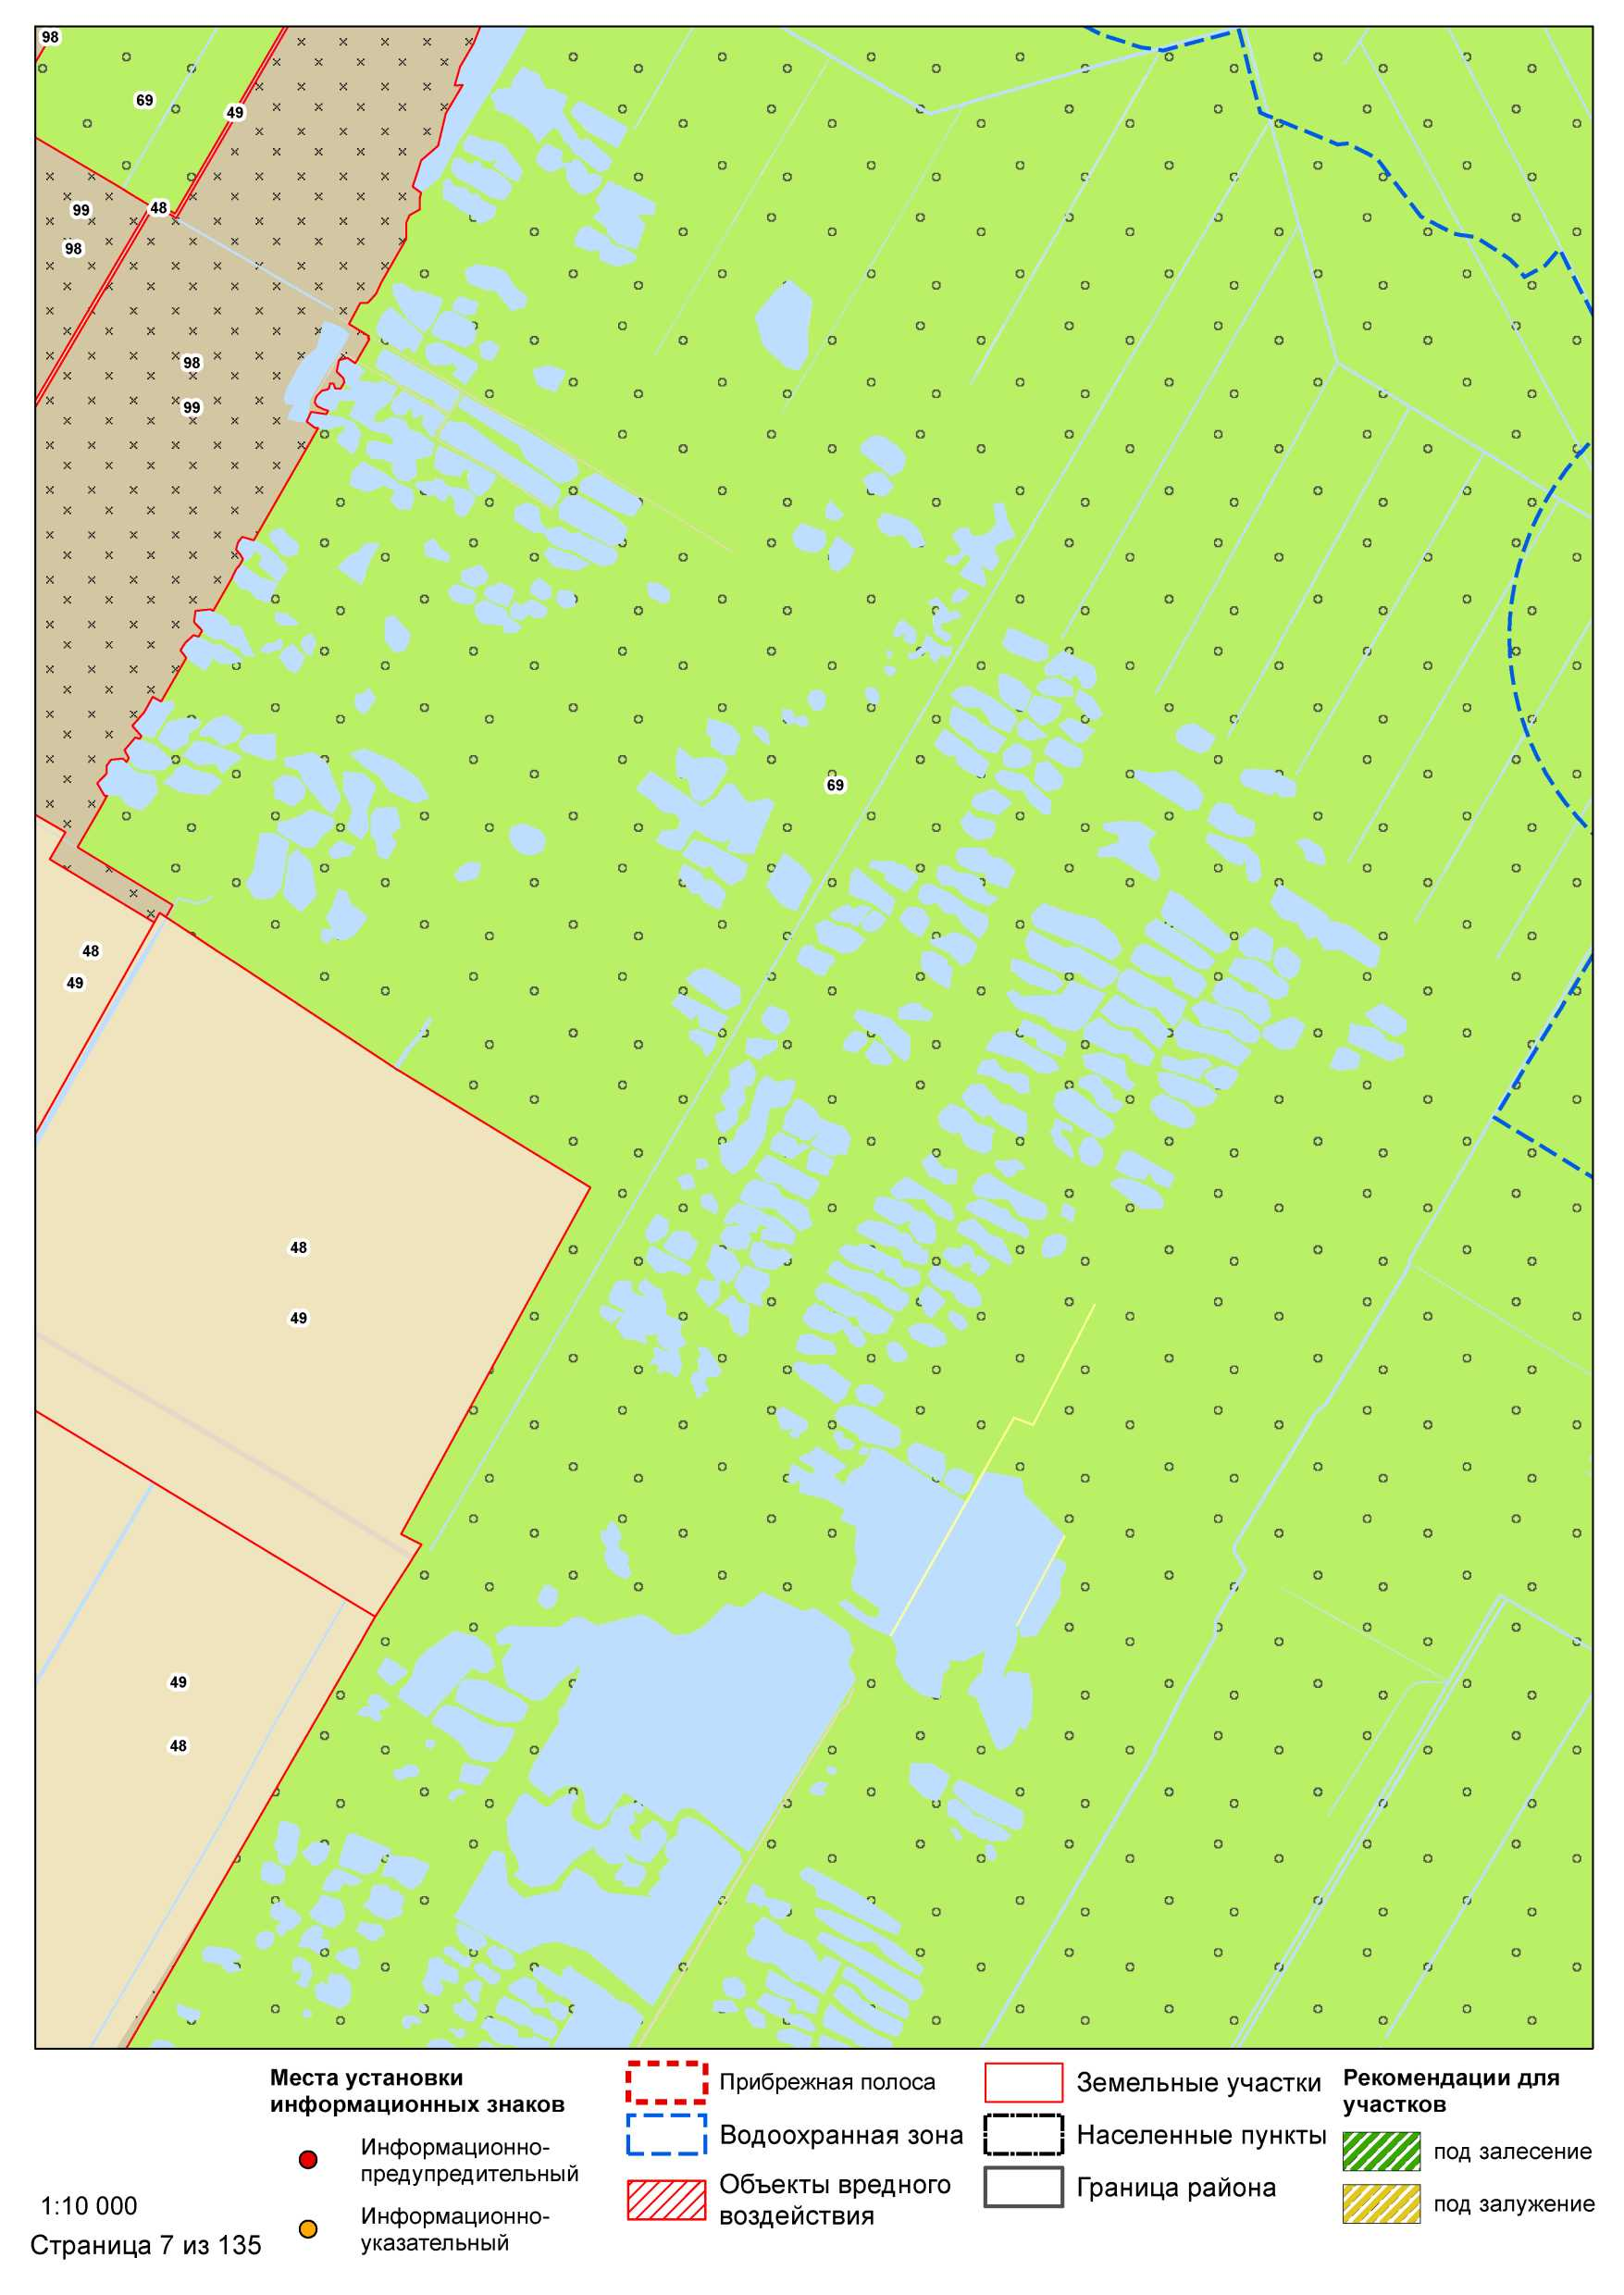 98
69
49
99
48
98
98
99
69
48
49
48
49
49
48
Места установки
информационных знаков
Информационно-
предупредительный
Информационно-
указательный
1:10 000
Страница 7 из 135
Прибрежная полоса
Водоохранная зона
Объекты вредного
воздействия
Земельные участки
Населенные пункты
Граница района
Рекомендации для
участков
под залесение
под залужение